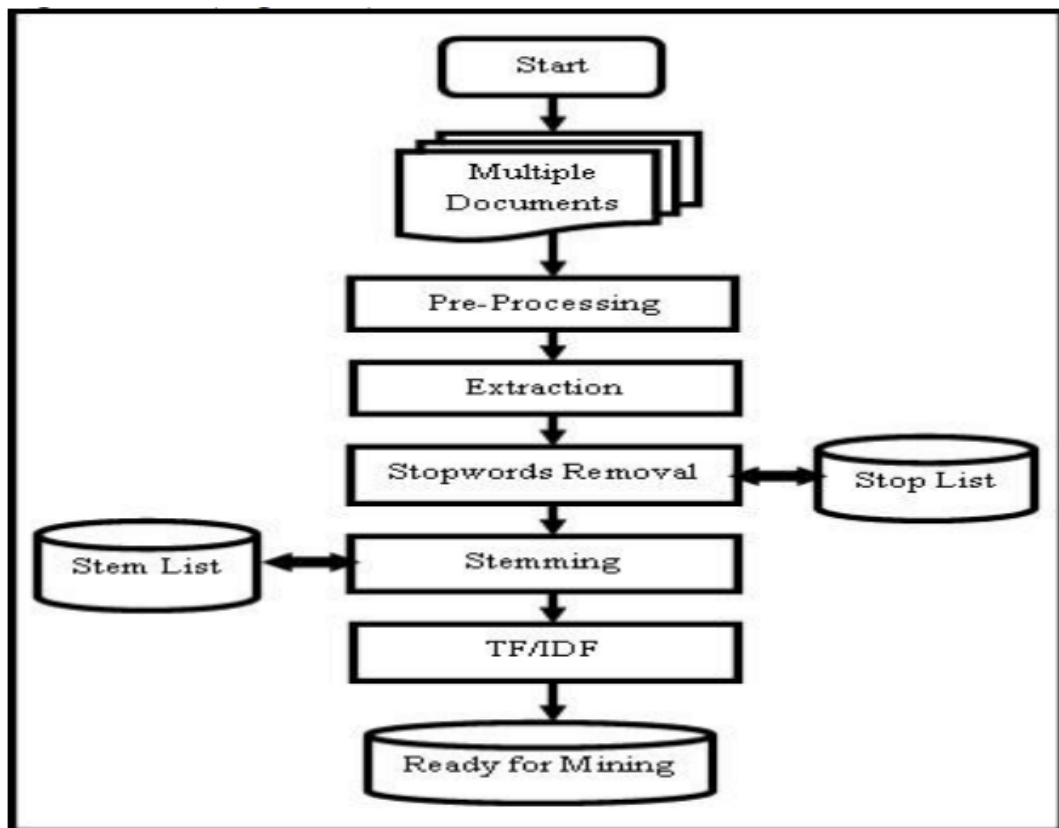 Start
Multiple
Documents
Pre-Processing
Extraction
Stopwords Removal
Stop List
Stem List
Stemming
TF/IDF
Ready for Mining